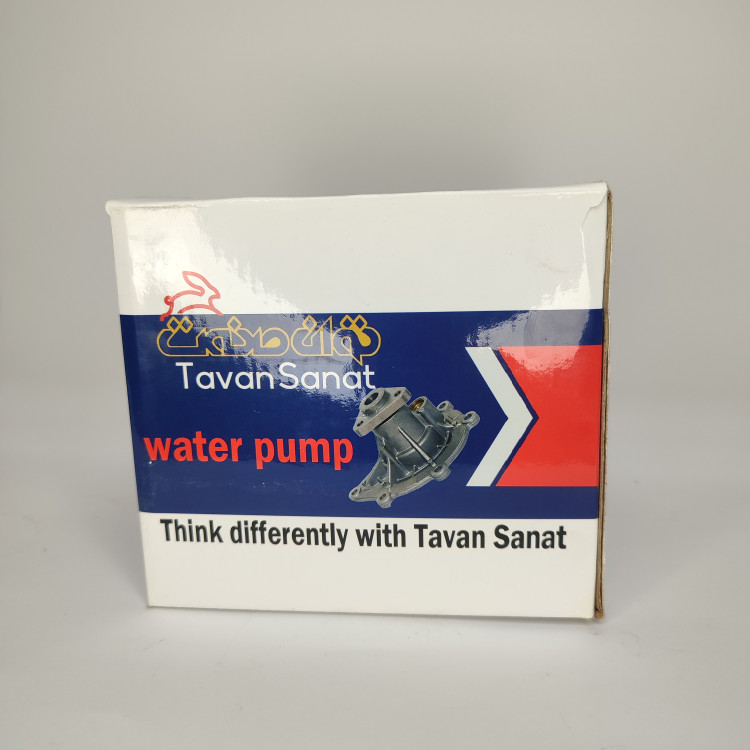 توان صنعت
Tavan Sanat
water pump
Think differently with Tavan Sanat